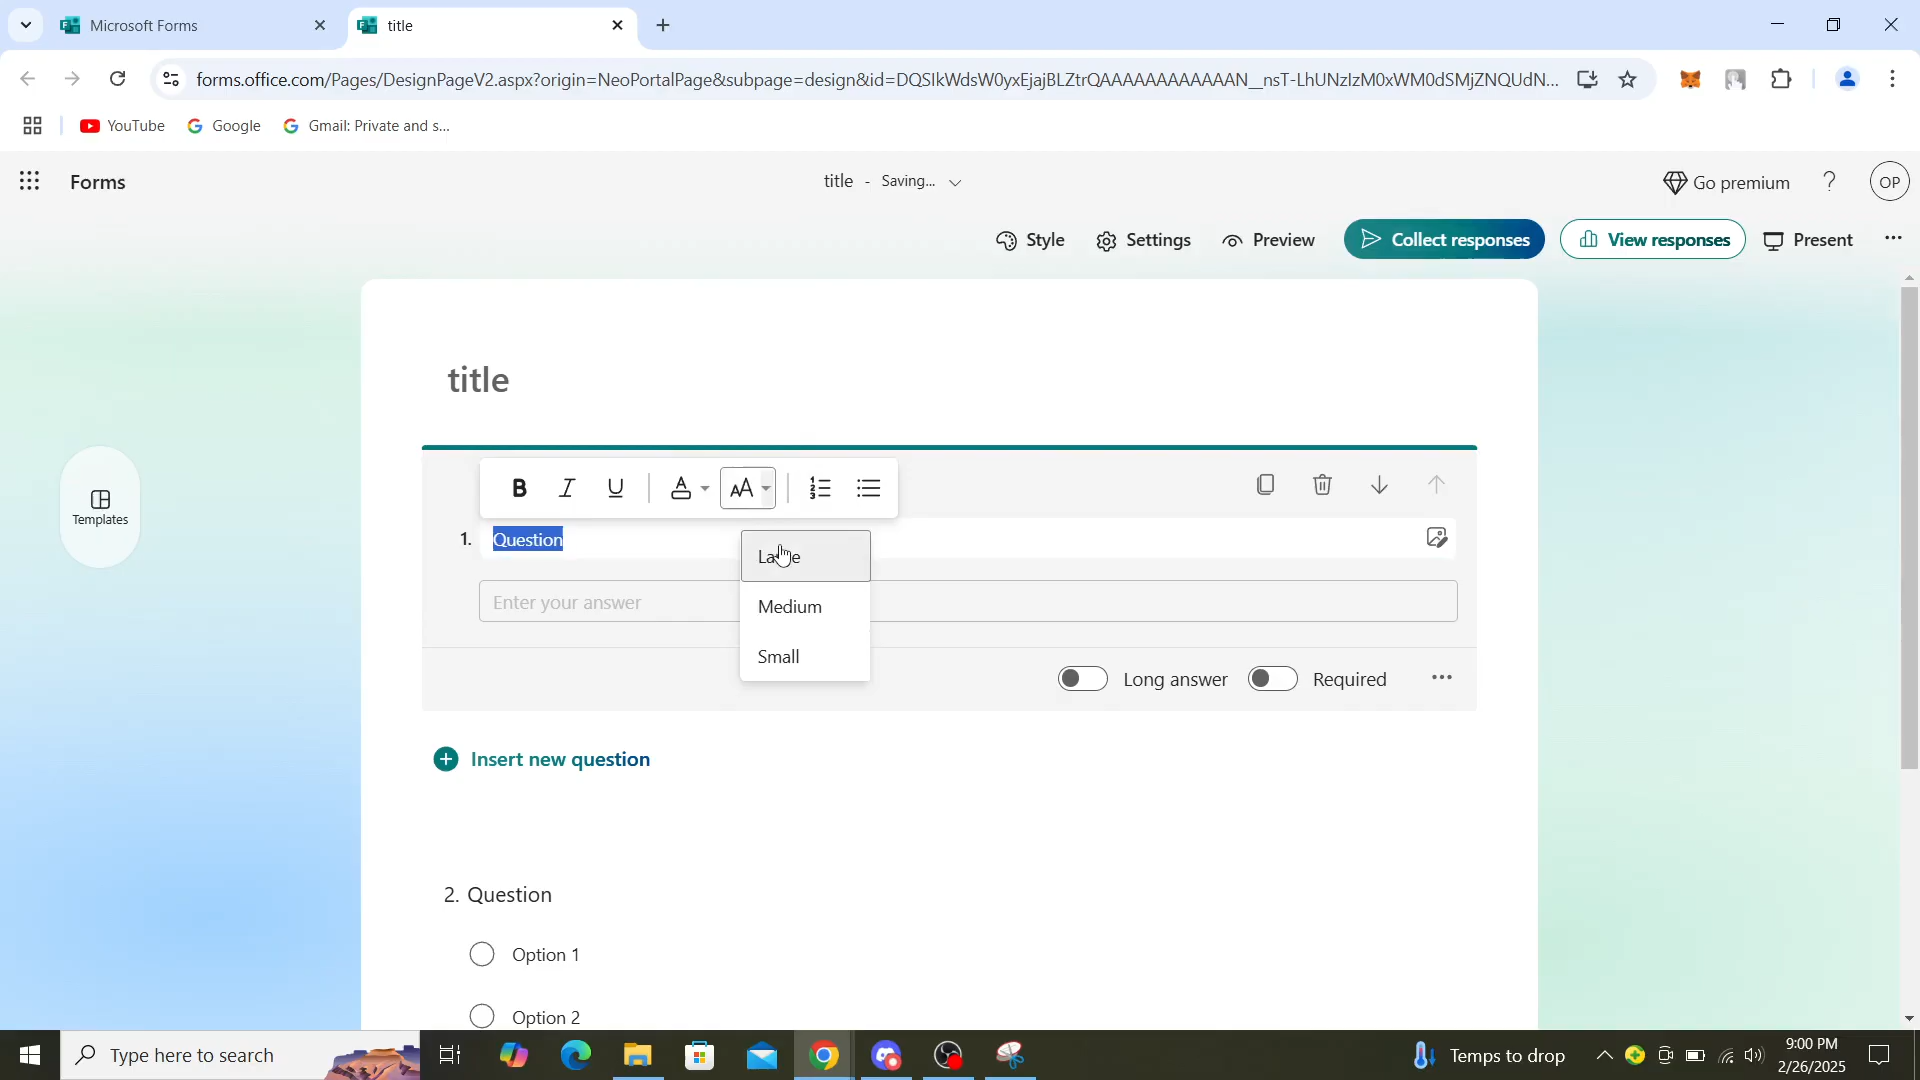 Microsoft Forms
title
forms.office.com/Pages/DesignPageV2.aspx?origin=NeoPortalPage&subpage=design&id=DQSIkWdsW0yxEjajBLZtrQAAAAAAAAAAAAN__nsT-LhUNzIzM0xWM0dSMjZNQUdN...
YouTube
Google
Gmail: Private and s...
Forms
title - Saving...
Go premium
?
OP
Style
Settings
Preview
Collect responses
View responses
Present
title
Templates
B I U A AA
1. Question
Large
Enter your answer
Medium
Small
Long answer
Required
Insert new question
2. Question
Option 1
Option 2
Type here to search
Temps to drop
9:00 PM
2/26/2025